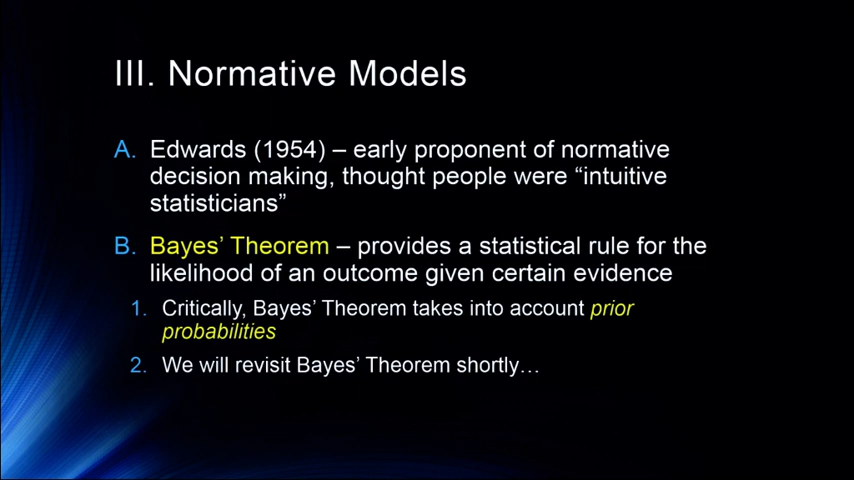 III. Normative Models
A. Edwards (1954) – early proponent of normative
decision making, thought people were “intuitive
statisticians”
B. Bayes’ Theorem – provides a statistical rule for the
likelihood of an outcome given certain evidence
1. Critically, Bayes’ Theorem takes into account prior
probabilities
2. We will revisit Bayes’ Theorem shortly…